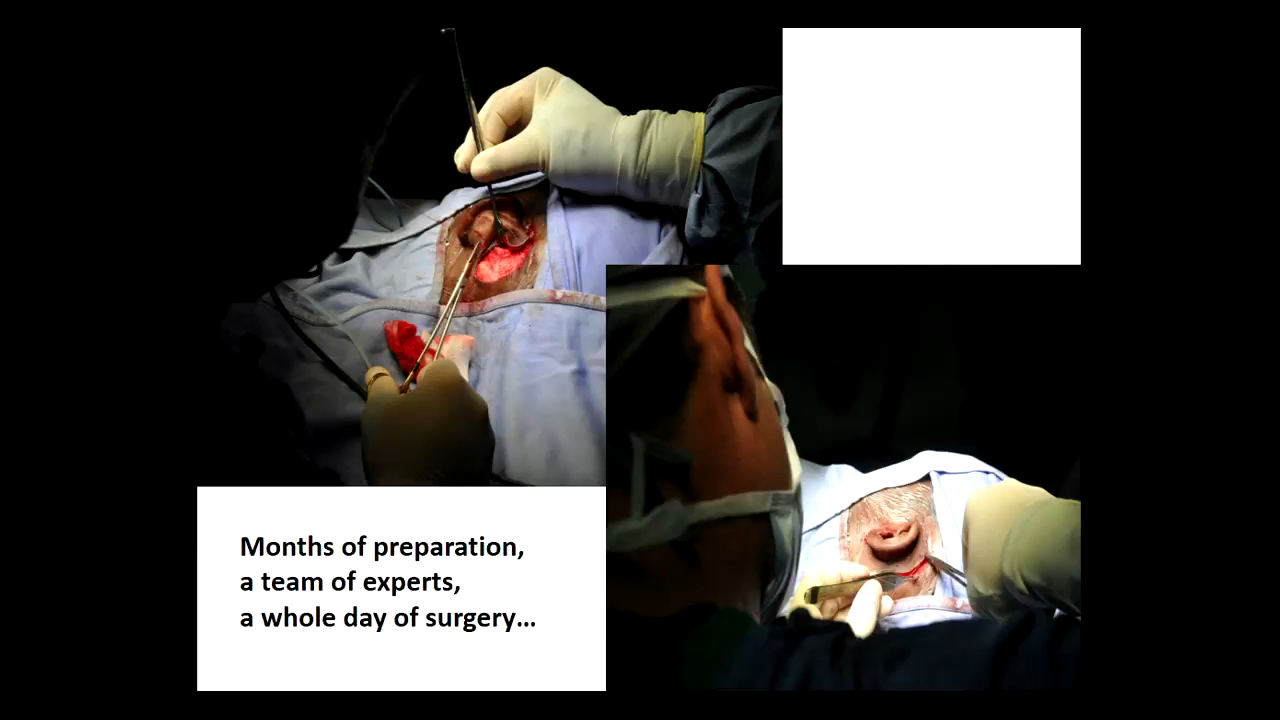 Months of preparation,
a team of experts,
a whole day of surgery...